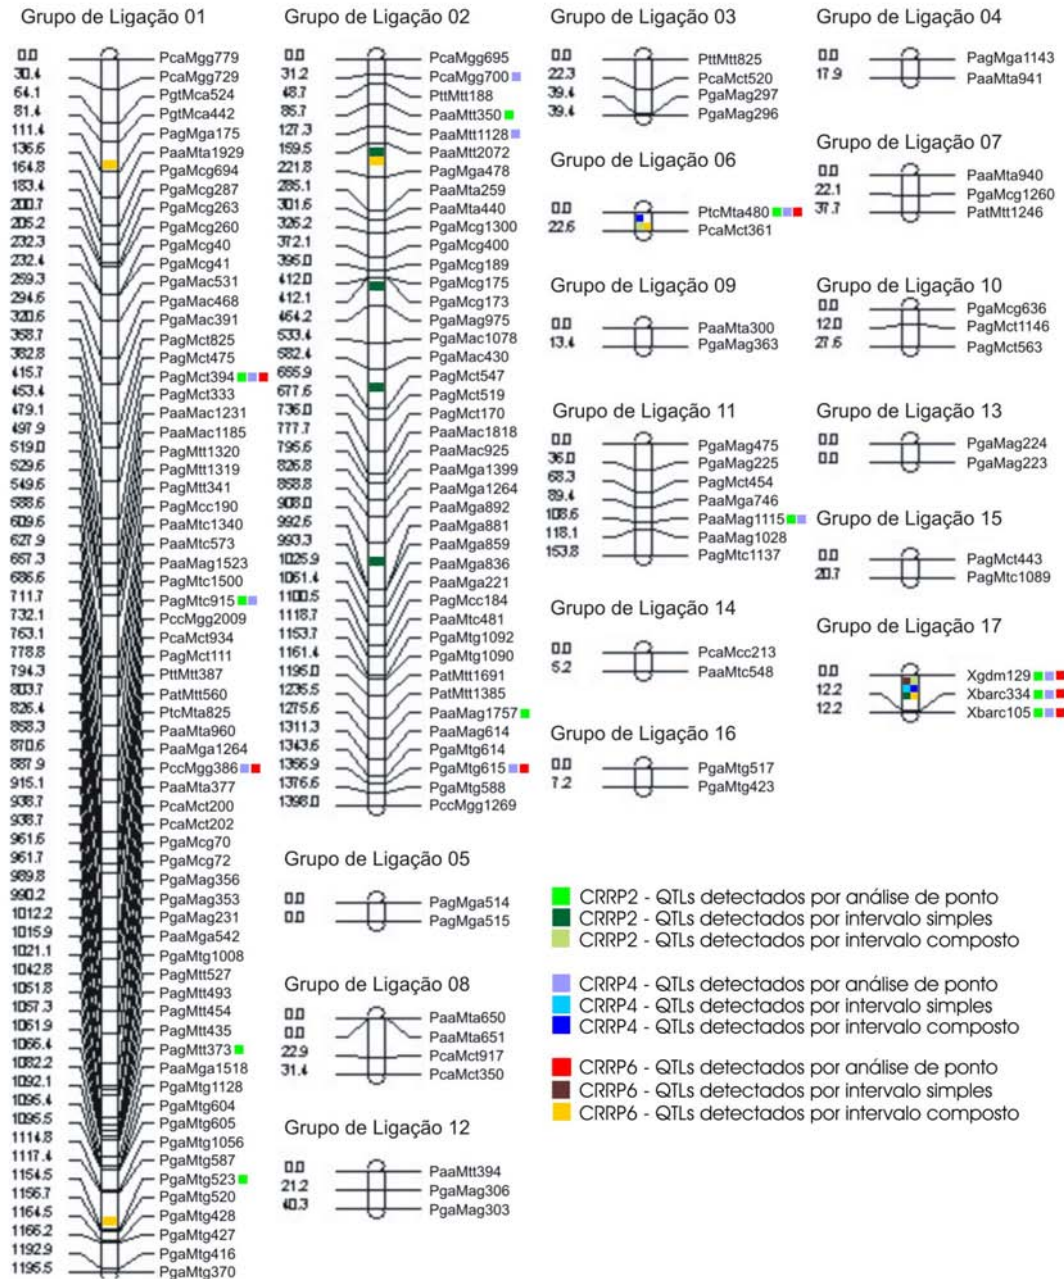 Grupo de Ligação 01
0.0 PcaMgg779
30.4 PcaMgg729
64.1 PgtMca524
81.4 PgtMca442
111.4 PagMga175
136.6 PaaMta1929
164.8 PgaMcg694
183.4 PgaMcg287
200.7 PgaMcg263
205.2 PgaMcg260
232.3 PgaMcg40
232.4 PgaMcg41
259.3 PgaMac531
294.6 PgaMac468
320.6 PgaMac391
358.7 PagMct825
382.8 PagMct475
415.7 PagMct394
453.4 PagMct333
479.1 PaaMac1231
497.9 PaaMac1185
519.0 PagMtt1320
529.6 PagMtt1319
549.6 PagMtt341
588.6 PagMcc190
609.6 PaaMtc1340
627.9 PaaMtc573
657.3 PaaMag1523
686.6 PagMtc1500
711.7 PagMtc915
732.1 PccMgg2009
763.1 PcaMct934
778.8 PagMct111
794.3 PttMtt387
803.7 PatMtt560
826.4 PtcMta825
858.3 PaaMta960
870.6 PaaMga1264
887.9 PccMgg386
915.1 PaaMta377
938.7 PcaMct200
938.7 PcaMct202
961.6 PgaMcg70
961.7 PgaMcg72
989.8 PgaMag356
990.2 PgaMag353
1012.2 PgaMag231
1015.9 PaaMga542
1021.1 PgaMtg1008
1042.8 PagMtt527
1051.8 PagMtt493
1057.3 PagMtt454
1061.9 PagMtt435
1066.4 PagMtt373
1082.2 PaaMga1518
1092.1 PgaMtg1128
1095.4 PgaMtg604
1095.5 PgaMtg605
1114.8 PgaMtg1056
1117.4 PgaMtg587
1154.5 PgaMtg523
1156.7 PgaMtg520
1164.5 PgaMtg428
1166.2 PgaMtg427
1192.9 PgaMtg416
1195.5 PgaMtg370
Grupo de Ligação 02
0.0 PcaMgg695
31.2 PcaMgg700
48.7 PttMtt188
85.7 PaaMtt350
127.3 PaaMtt1128
159.5 PaaMtt2072
221.8 PagMga478
285.1 PaaMta259
301.6 PaaMta440
326.2 PgaMcg1300
372.1 PgaMcg400
395.0 PgaMcg189
412.0 PgaMcg175
412.1 PgaMcg173
464.2 PgaMag975
533.4 PgaMac1078
582.4 PgaMac430
655.9 PagMct547
677.6 PagMct519
736.0 PagMct170
777.7 PaaMac1818
795.6 PaaMac925
826.8 PaaMga1399
858.8 PaaMga1264
908.0 PaaMga892
992.6 PaaMga881
993.3 PaaMga859
1025.9 PaaMga836
1051.4 PaaMga221
1100.5 PagMcc184
1118.7 PaaMtc481
1153.7 PgaMtg1092
1161.4 PgaMtg1090
1195.0 PatMtt1691
1235.5 PatMtt1385
1275.6 PaaMag1757
1311.3 PaaMag614
1343.6 PgaMtg614
1356.9 PgaMtg615
1376.6 PgaMtg588
1398.0 PccMgg1269
Grupo de Ligação 05
0.0 PagMga514
0.0 PagMga515
Grupo de Ligação 08
0.0 PaaMta650
0.0 PaaMta651
22.9 PcaMct917
31.4 PcaMct350
Grupo de Ligação 12
0.0 PaaMtt394
21.2 PgaMag306
40.3 PgaMag303
Grupo de Ligação 03
0.0 PttMtt825
22.3 PcaMct520
39.4 PgaMag297
39.4 PgaMag296
Grupo de Ligação 06
0.0 PtcMta480
22.6 PcaMct361
Grupo de Ligação 09
0.0 PaaMta300
13.4 PgaMag363
Grupo de Ligação 11
0.0 PgaMag475
36.0 PgaMag225
68.3 PagMct454
89.4 PaaMga746
108.6 PaaMag1115
118.1 PaaMag1028
153.8 PagMtc1137
Grupo de Ligação 14
0.0 PcaMcc213
5.2 PaaMtc548
Grupo de Ligação 16
0.0 PgaMtg517
7.2 PgaMtg423
Grupo de Ligação 04
0.0 PagMga1143
17.9 PaaMta941
Grupo de Ligação 07
0.0 PaaMta940
22.1 PgaMcg1260
37.7 PatMtt1246
Grupo de Ligação 10
0.0 PgaMcg636
12.0 PagMct1146
27.6 PagMct563
Grupo de Ligação 13
0.0 PgaMag224
0.0 PgaMag223
Grupo de Ligação 15
0.0 PagMct443
20.7 PagMtc1089
Grupo de Ligação 17
0.0 Xgdm129
12.2 Xbarc334
12.2 Xbarc105
CRRP2 - QTLs detectados por análise de ponto
CRRP2 - QTLs detectados por intervalo simples
CRRP2 - QTLs detectados por intervalo composto
CRRP4 - QTLs detectados por análise de ponto
CRRP4 - QTLs detectados por intervalo simples
CRRP4 - QTLs detectados por intervalo composto
CRRP6 - QTLs detectados por análise de ponto
CRRP6 - QTLs detectados por intervalo simples
CRRP6 - QTLs detectados por intervalo composto